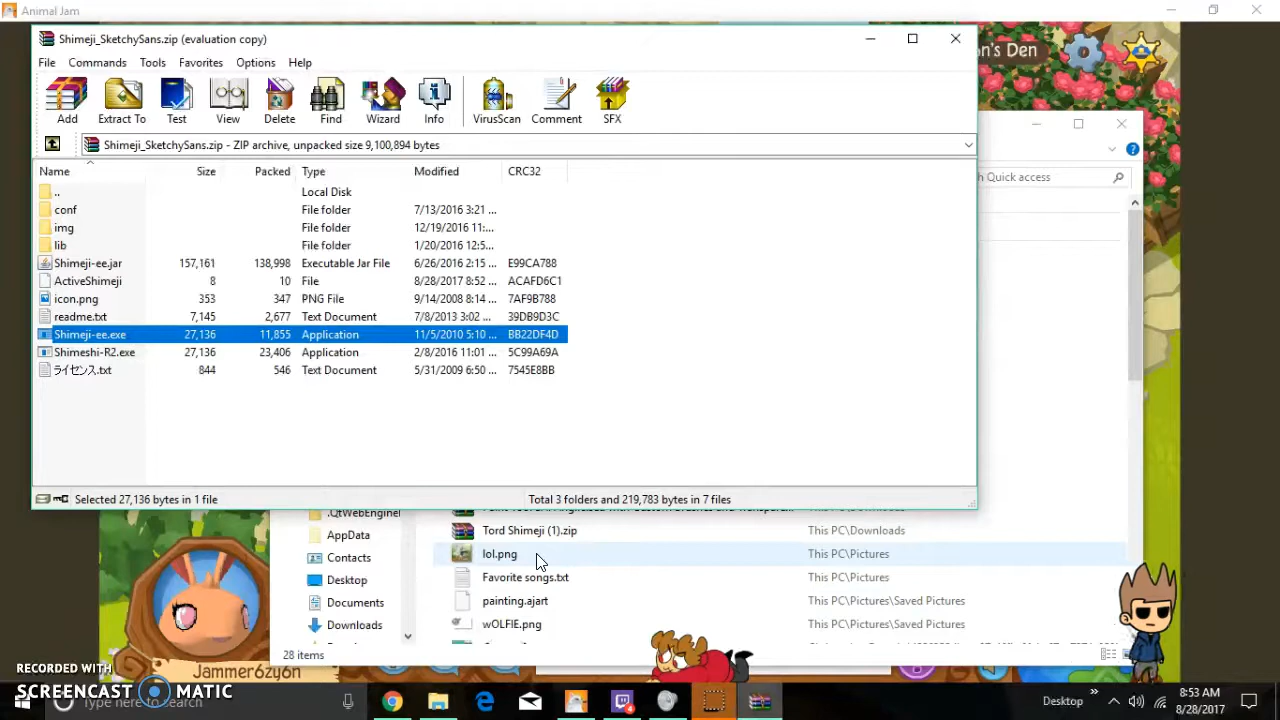 Animal Jam
Shimeji_SketchySans.zip (evaluation copy)
File Commands Tools Favorites Options Help
on's Den
Add Extract To Test View Delete Find Wizard Info VirusScan Comment SFX
Shimeji_SketchySans.zip - ZIP archive, unpacked size 9,100,894 bytes
Name Size Packed Type Modified CRC32
h Quick access
.. Local Disk
conf File folder 7/13/2016 3:21 ...
img File folder 12/19/2016 11:...
lib File folder 1/20/2016 12:5...
Shimeji-ee.jar 157,161 138,998 Executable Jar File 6/26/2016 2:15 ... E99CA788
ActiveShimeji 8 10 File 8/28/2017 8:52 ... ACAFD6C1
icon.png 353 347 PNG File 9/14/2008 8:14 ... 7AF9B788
readme.txt 7,145 2,677 Text Document 7/8/2013 3:02 ... 39DB9D3C
Shimeji-ee.exe 27,136 11,855 Application 11/5/2010 5:10 ... BB22DF4D
Shimeshi-R2.exe 27,136 23,406 Application 2/8/2016 11:01 ... 5C99A69A
ライセンス.txt 844 546 Text Document 5/31/2009 6:50 ... 7545E8BB
Selected 27,136 bytes in 1 file Total 3 folders and 219,783 bytes in 7 files
.QtWebEngineI
Tord Shimeji (1).zip This PC\Downloads
AppData
lol.png This PC\Pictures
Contacts
Favorite songs.txt This PC\Pictures
Desktop
painting.ajart This PC\Pictures\Saved Pictures
Documents
wOLFIE.png This PC\Pictures\Saved Pictures
Downloads
28 items
Jammer6zy6n
RECORDED WITH
SCREENCAST MATIC
Type here to search
Desktop
8:53 AM
8/28/2017